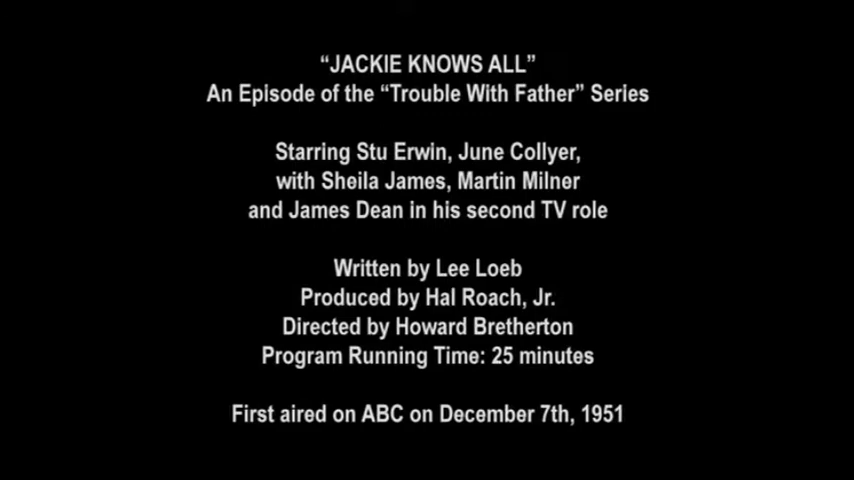 “JACKIE KNOWS ALL”
An Episode of the “Trouble With Father” Series
Starring Stu Erwin, June Collyer,
with Sheila James, Martin Milner
and James Dean in his second TV role
Written by Lee Loeb
Produced by Hal Roach, Jr.
Directed by Howard Bretherton
Program Running Time: 25 minutes
First aired on ABC on December 7th, 1951